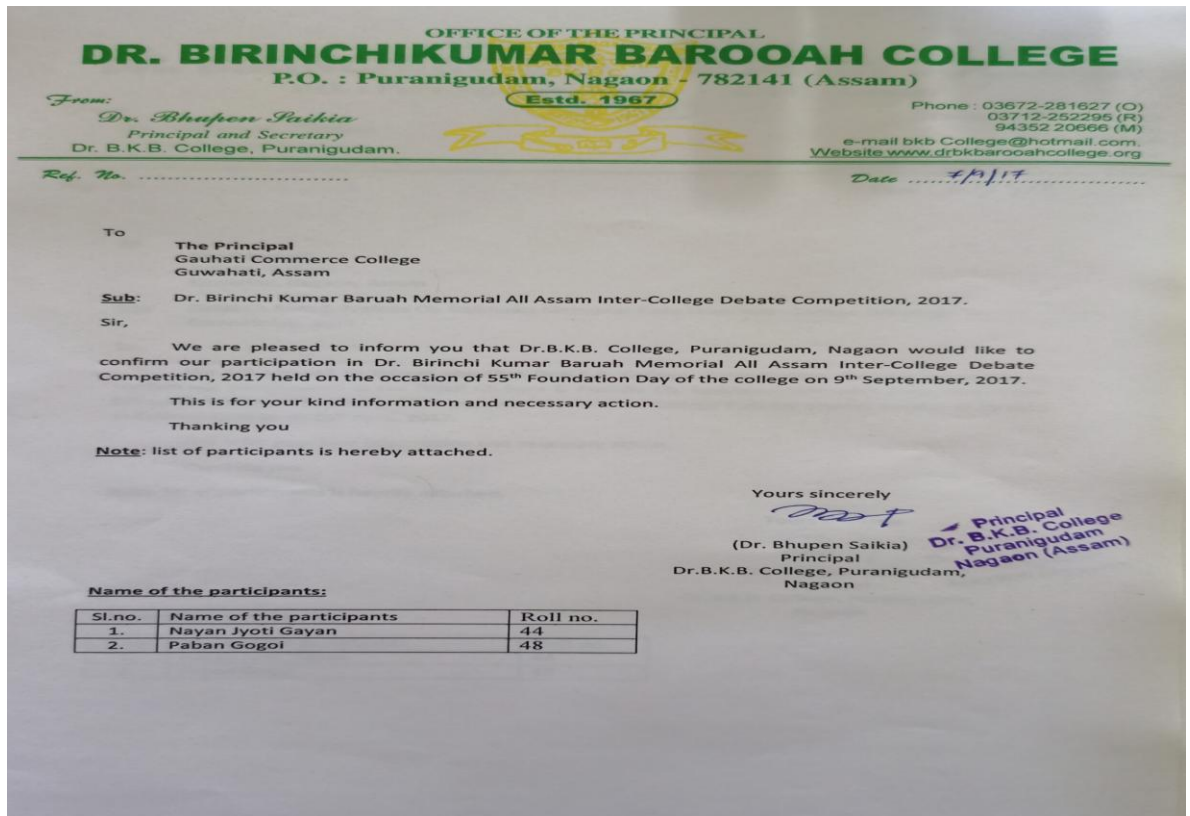 OFFICE OF THE PRINCIPAL
DR. BIRINCHIKUMAR BAROOAH COLLEGE
P.O. : Puranigudam, Nagaon - 782141 (Assam)
Estd. 1967
From:
Dr. Bhupen Saikia
Principal and Secretary
Dr. B.K.B. College, Puranigudam.
Phone : 03672-281627 (O)
03712-252295 (R)
94352 20666 (M)
e-mail bkb College@hotmail.com.
Website www.drbkbarooahcollege.org
Ref. No. ..............................
Date ......7/9/17....................
To
The Principal
Gauhati Commerce College
Guwahati, Assam
Sub: Dr. Birinchi Kumar Baruah Memorial All Assam Inter-College Debate Competition, 2017.
Sir,
We are pleased to inform you that Dr.B.K.B. College, Puranigudam, Nagaon would like to
confirm our participation in Dr. Birinchi Kumar Baruah Memorial All Assam Inter-College Debate
Competition, 2017 held on the occasion of 55th Foundation Day of the college on 9th September, 2017.
This is for your kind information and necessary action.
Thanking you
Note: list of participants is hereby attached.
Yours sincerely
(Dr. Bhupen Saikia)
Principal
Dr.B.K.B. College, Puranigudam,
Nagaon
Principal
Dr. B.K.B. College
Puranigudam
Nagaon (Assam)
Name of the participants:
Sl.no. Name of the participants Roll no.
1. Nayan Jyoti Gayan 44
2. Paban Gogoi 48